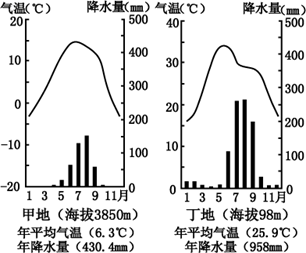 气温(℃) 降水量(mm)
20 500
10 400
0 300
200
-10 100
-20 0
1 3 5 7 9 11月
甲地（海拔3850m）
年平均气温（6.3℃）
年降水量（430.4mm）
气温(℃) 降水量(mm)
40 500
30 400
300
20 200
10 100
0 0
1 3 5 7 9 11月
丁地（海拔98m）
年平均气温（25.9℃）
年降水量（958mm）